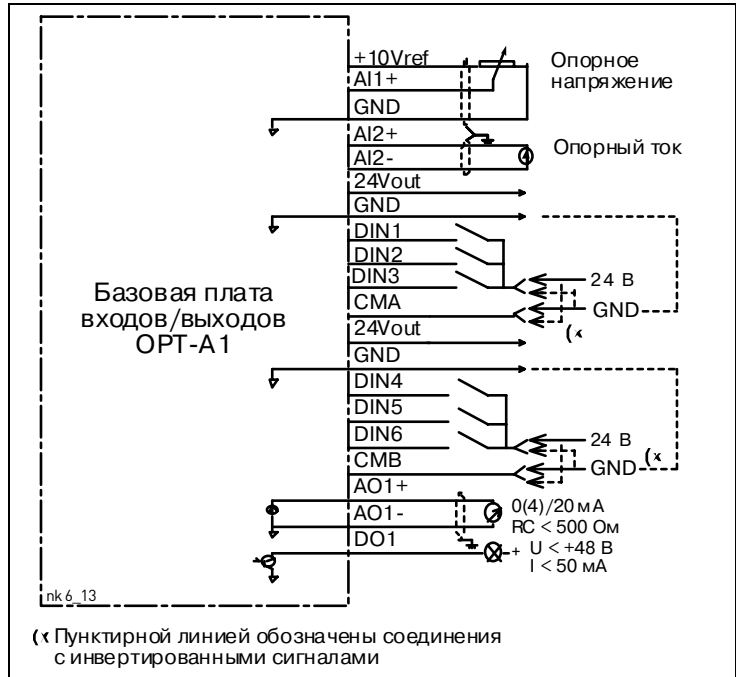 +10Vref
AI1+
GND
AI2+
AI2-
24Vout
GND
DIN1
DIN2
DIN3
CMA
24Vout
GND
DIN4
DIN5
DIN6
CMB
AO1+
AO1-
DO1
Опорное
напряжение
Опорный ток
24 В
GND
(x
24 В
GND (x
0(4)/20 мА
RC < 500 Ом
+ U < +48 В
I < 50 мА
Базовая плата
входов/выходов
OPT-A1
nk6_13
(x Пунктирной линией обозначены соединения
с инвертированными сигналами